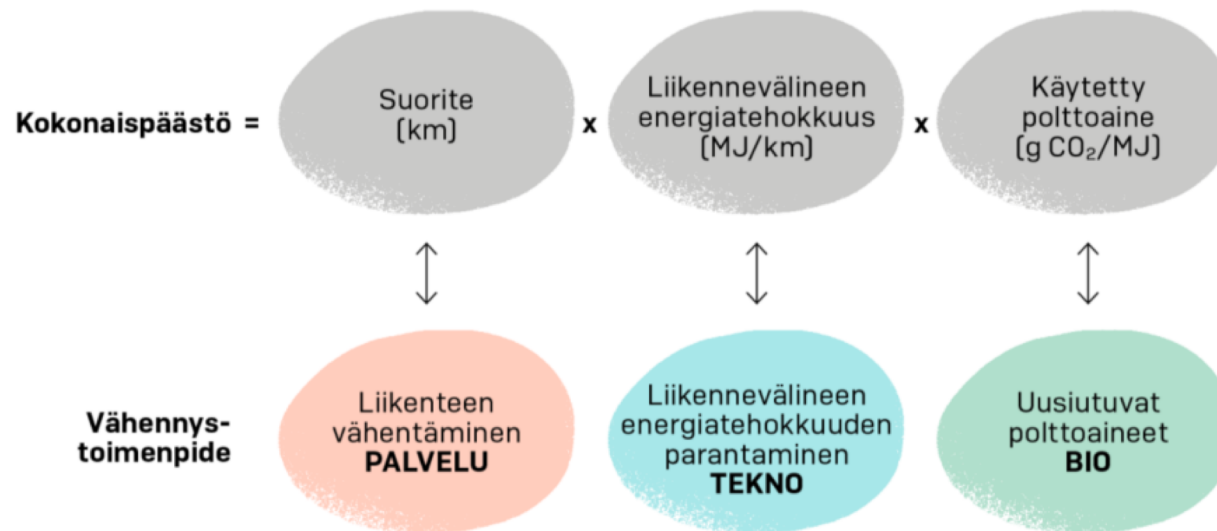 Kokonaispäästö =
Suorite
(km)
x
Liikennevälineen
energiatehokkuus
(MJ/km)
x
Käytetty
polttoaine
(g CO₂/MJ)
Vähennys-
toimenpide
Liikenteen
vähentäminen
PALVELU
Liikennevälineen
energiatehokkuuden
parantaminen
TEKNO
Uusiutuvat
polttoaineet
BIO